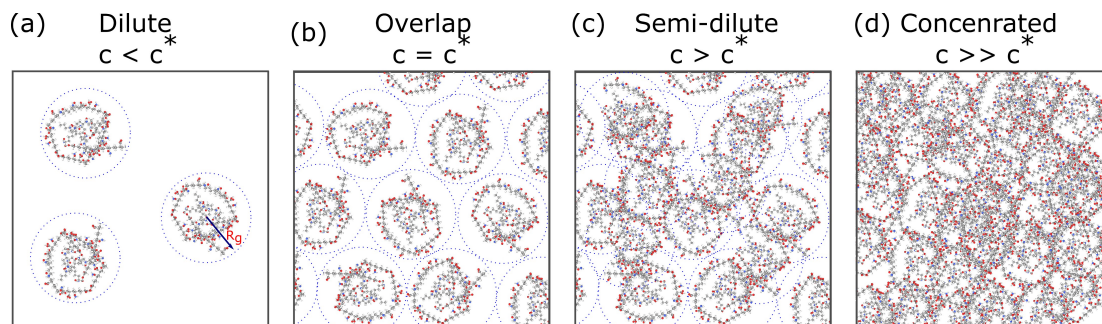 (a) Dilute
c < c*
(b) Overlap
c = c*
(c) Semi-dilute
c > c*
(d) Concenrated
c >> c*
Rg